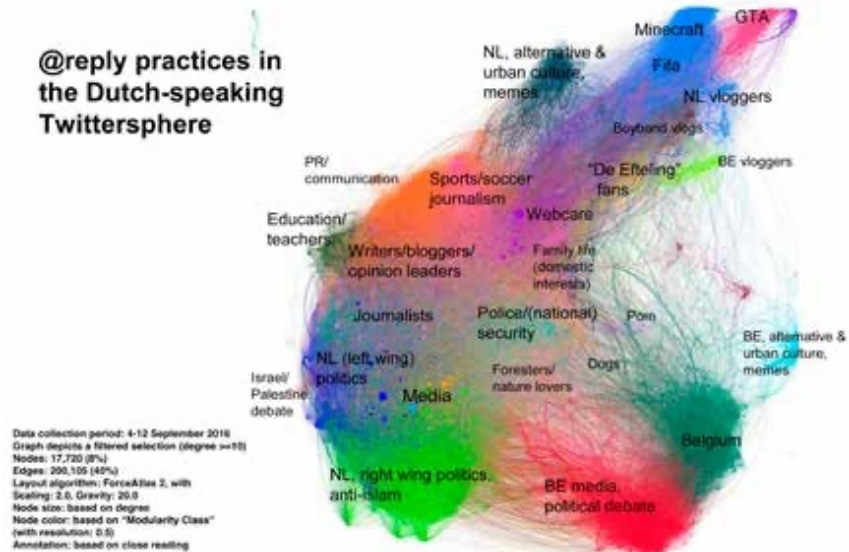 @reply practices in
the Dutch-speaking
Twittersphere
Minecraft
GTA
NL, alternative &
urban culture,
memes
Fifa
NL vloggers
Boyband vlogs
PR/
communication
Sports/soccer
journalism
"De Efteling"
fans
BE vloggers
Education/
teachers
Webcare
Writers/bloggers/
opinion leaders
Family life
(domestic
interests)
Journalists
Police/(national)
security
Porn
BE, alternative &
urban culture,
memes
NL (left wing)
politics
Israel/
Palestine
debate
Media
Foresters/
nature lovers
Dogs
Belgium
NL, right wing politics,
anti-islam
BE media,
political debate
Data collection period: 4-12 September 2016
Graph depicts a filtered selection (degree >=10)
Nodes: 17,720 (8%)
Edges: 200,105 (40%)
Layout algorithm: ForceAtlas 2, with
Scaling: 2.0, Gravity: 20.0
Node size: based on degree
Node color: based on "Modularity Class"
(with resolution: 0.5)
Annotation: based on close reading